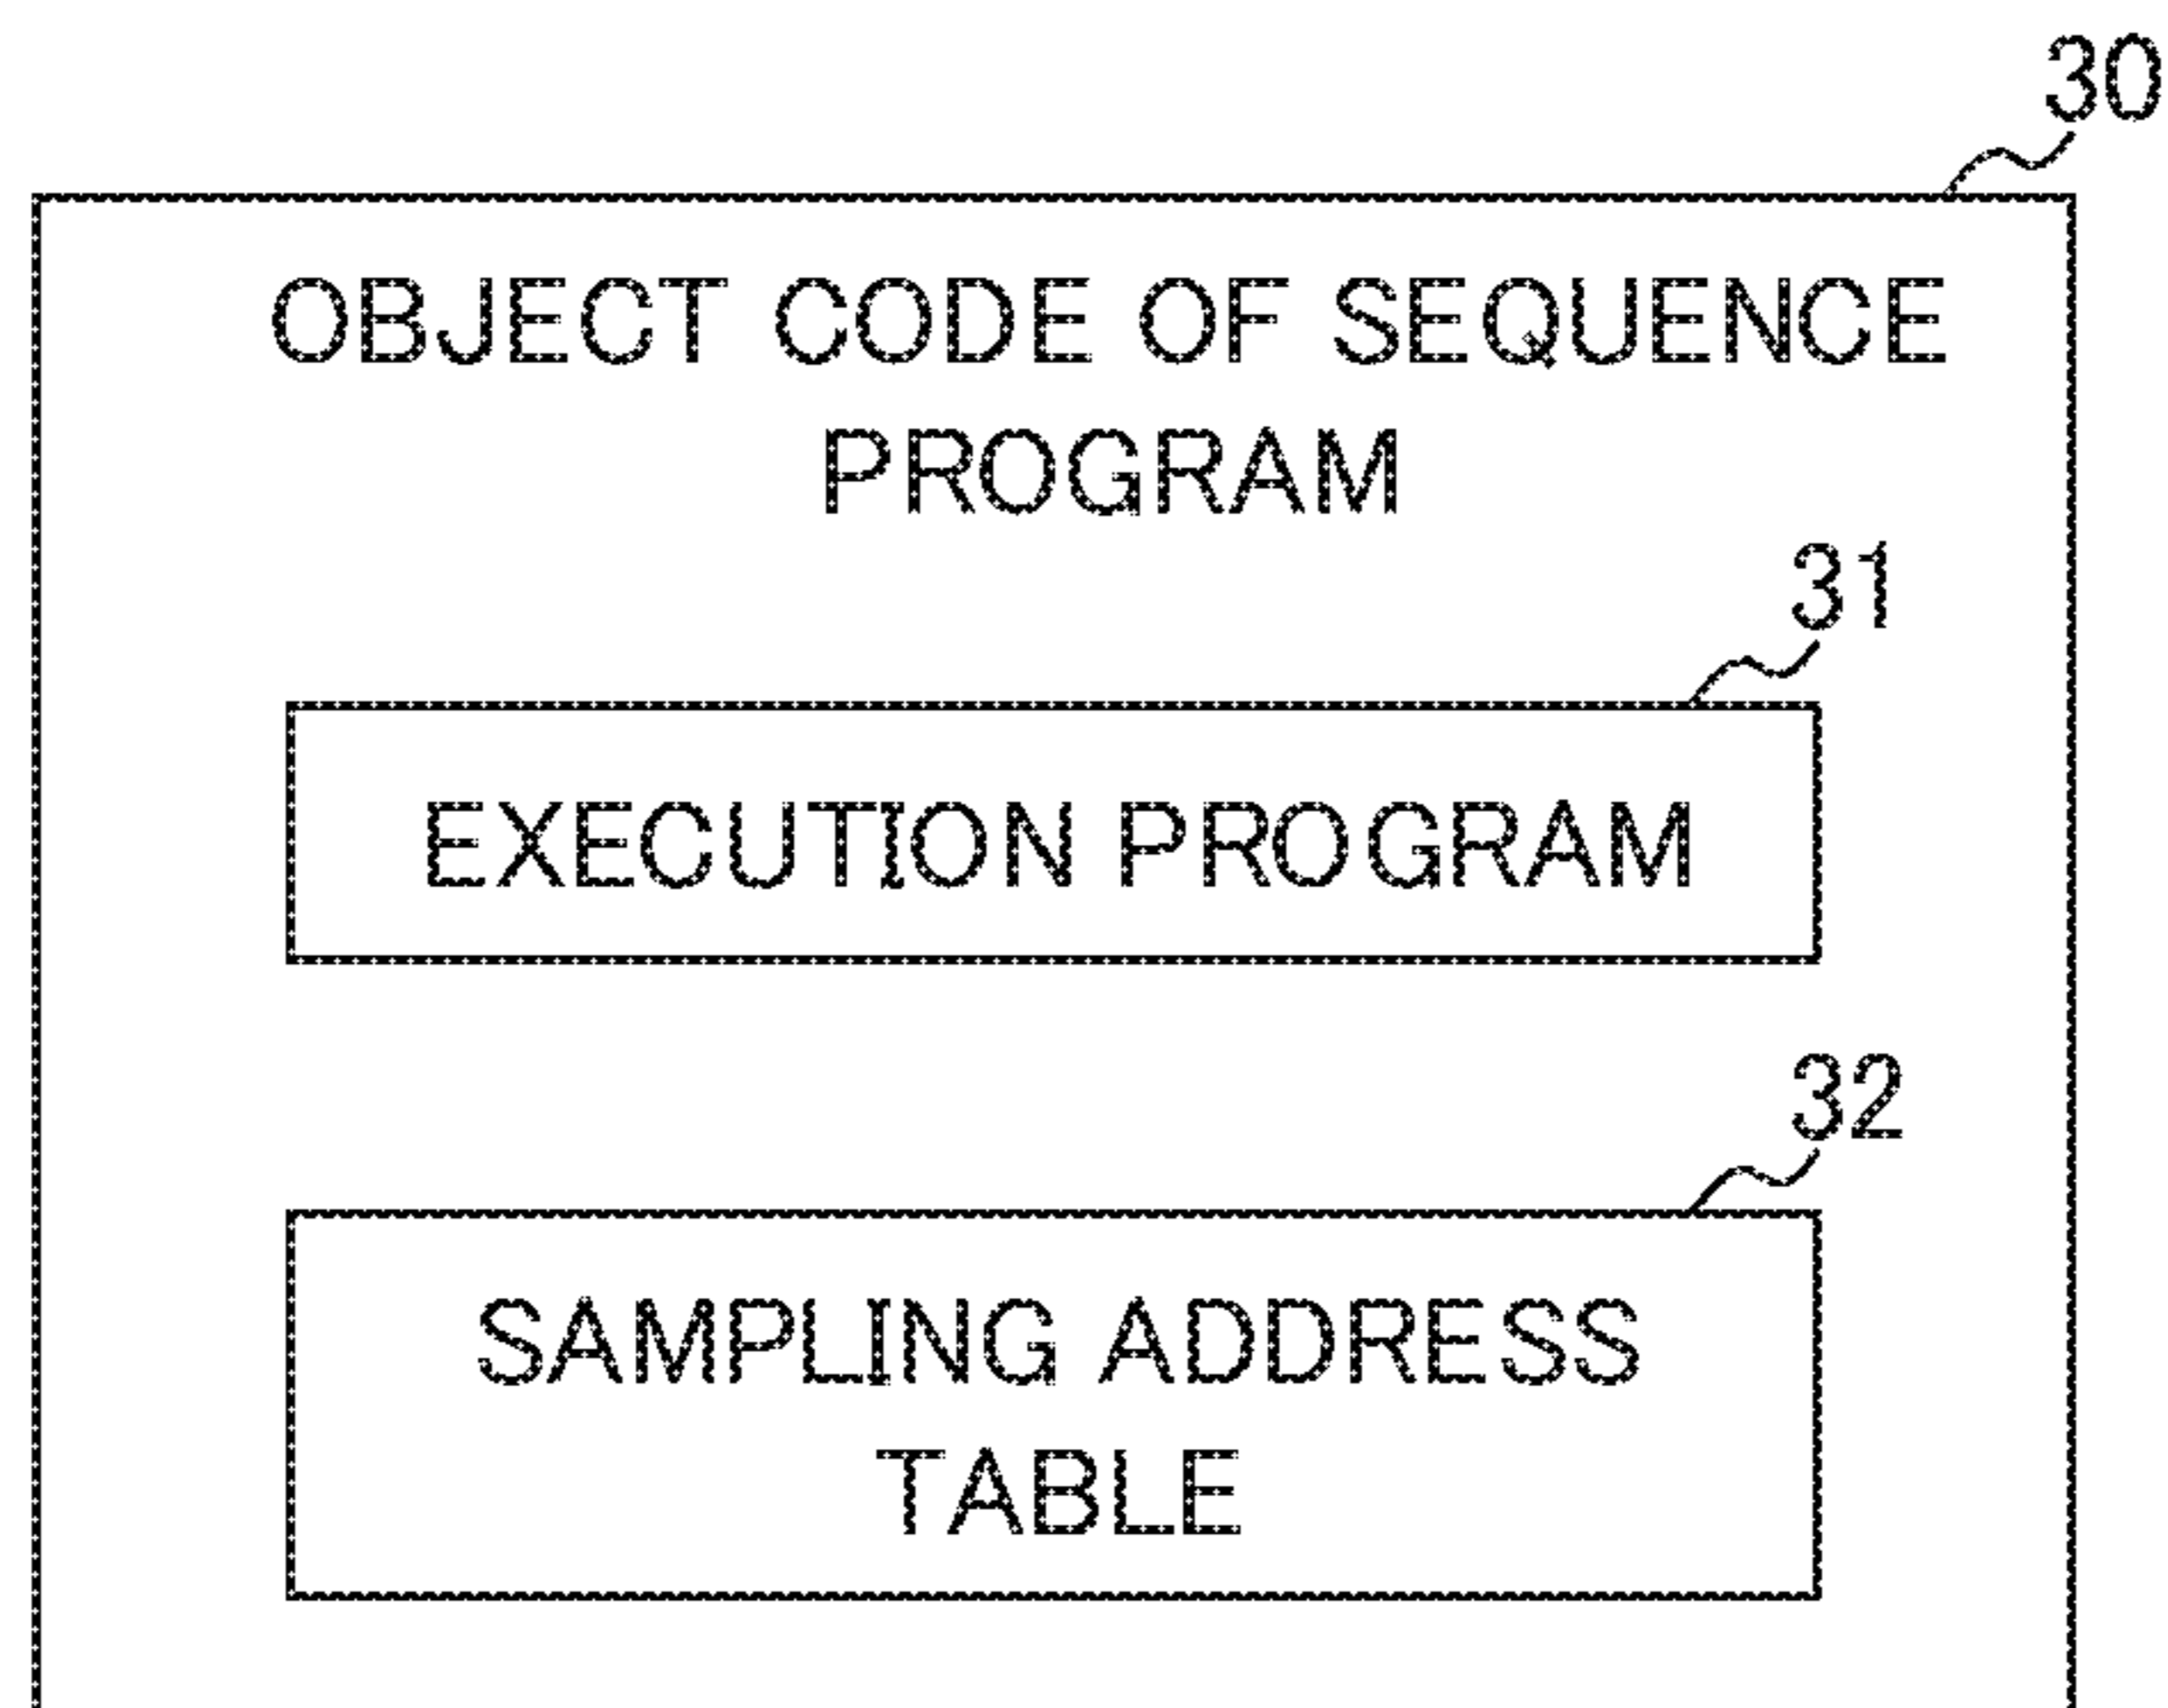 30
OBJECT CODE OF SEQUENCE
PROGRAM
31
EXECUTION PROGRAM
32
SAMPLING ADDRESS
TABLE